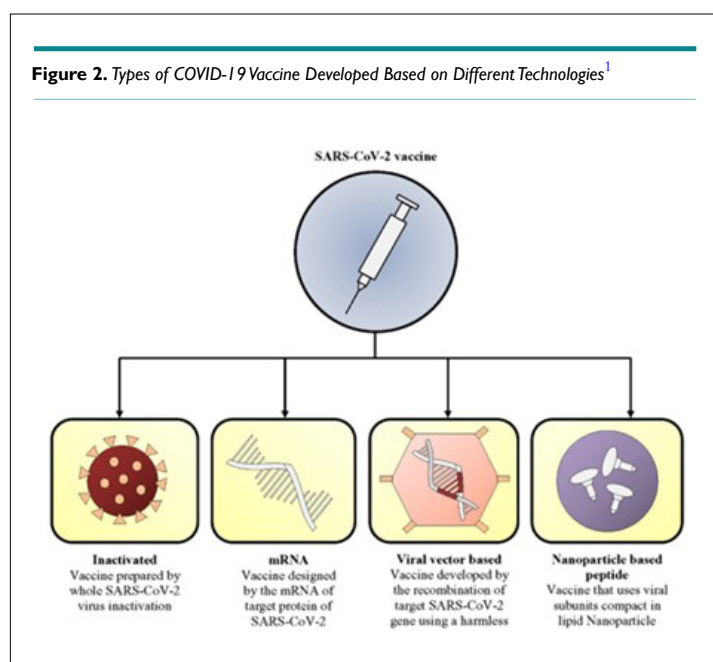 Figure 2. Types of COVID-19 Vaccine Developed Based on Different Technologies1
SARS-CoV-2 vaccine
Inactivated
Vaccine prepared by
whole SARS-CoV-2
virus inactivation
mRNA
Vaccine designed
by the mRNA of
target protein of
SARS-CoV-2
Viral vector based
Vaccine developed by
the recombination of
target SARS-CoV-2
gene using a harmless
Nanoparticle based
peptide
Vaccine that uses viral
subunits compact in
lipid Nanoparticle